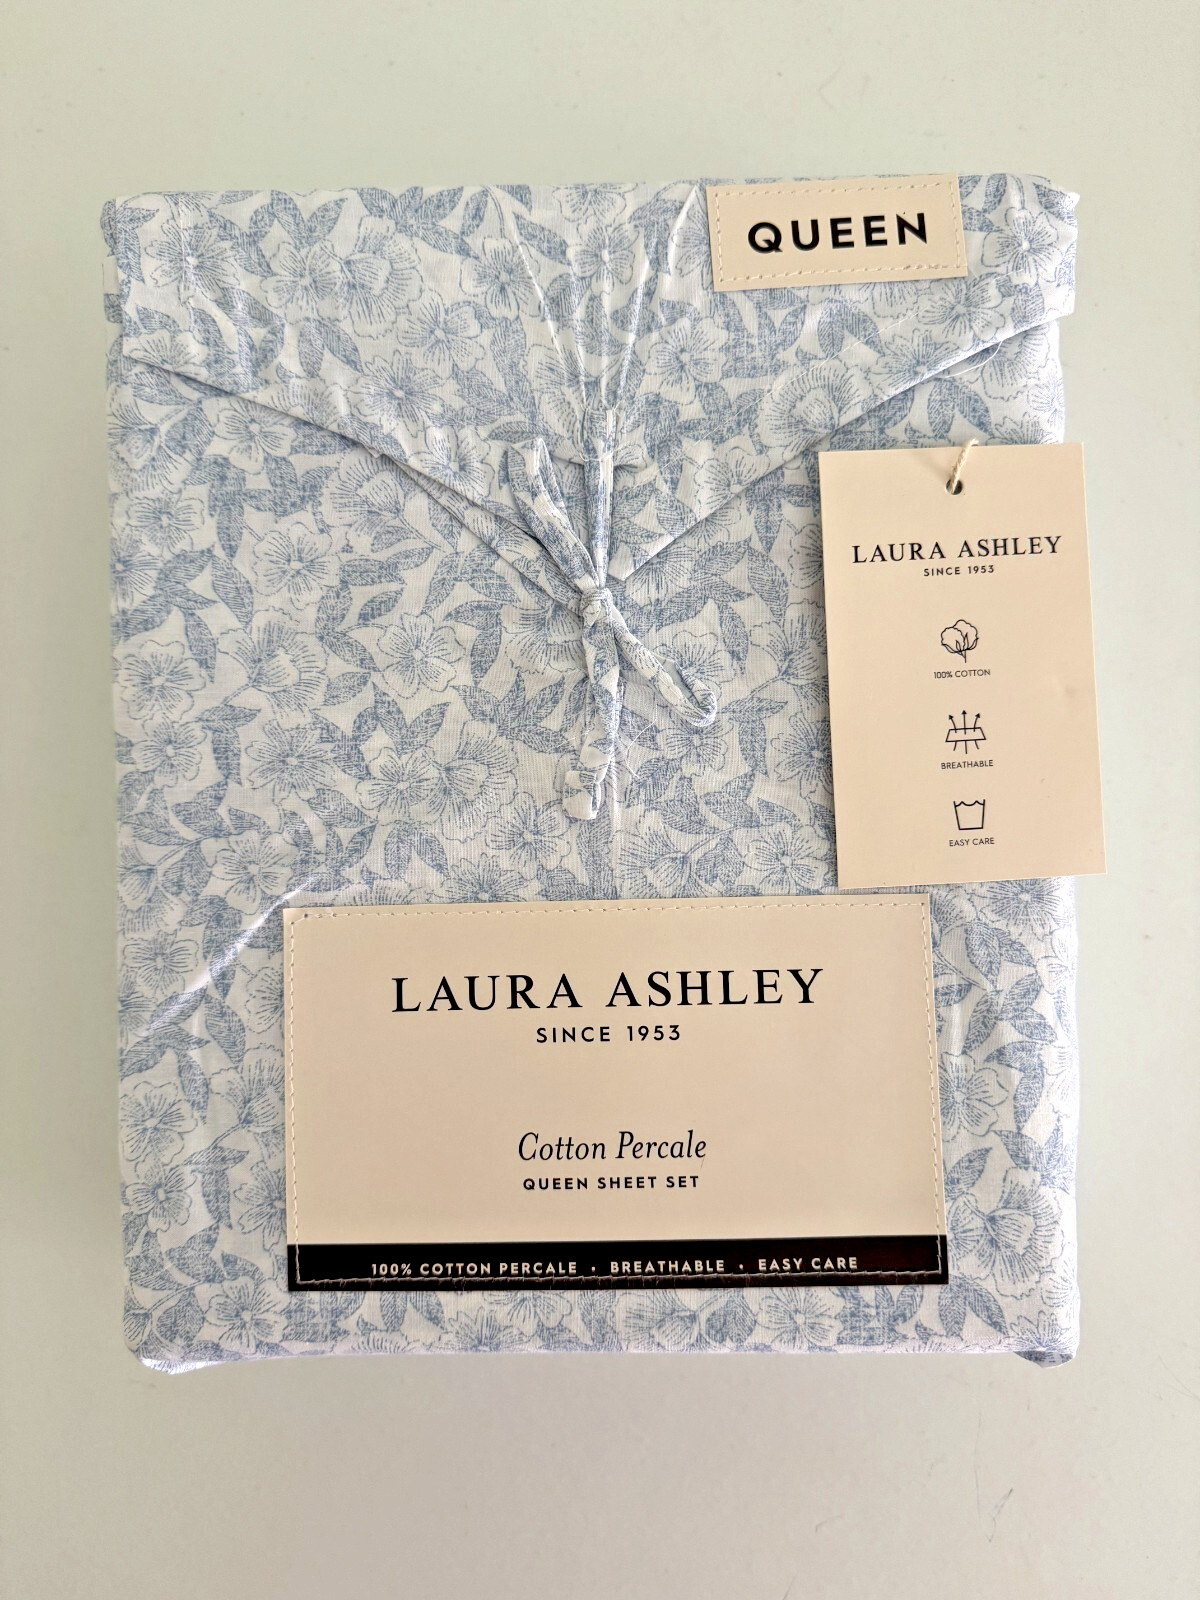 QUEEN
LAURA ASHLEY
SINCE 1953
100% COTTON
BREATHABLE
EASY CARE
LAURA ASHLEY
SINCE 1953
Cotton Percale
QUEEN SHEET SET
100% COTTON PERCALE • BREATHABLE • EASY CARE